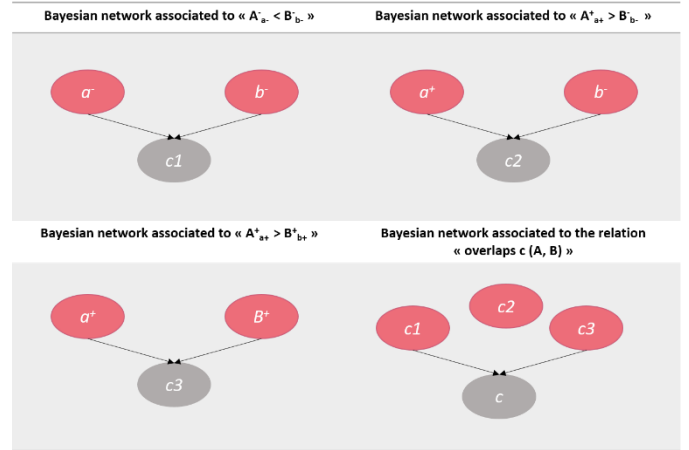 Bayesian network associated to « A⁻ₐ₋ < B⁻b₋ »
Bayesian network associated to « A⁺ₐ₊ > B⁻b₋ »
a⁻
b⁻
c1
a⁺
b⁻
c2
Bayesian network associated to « A⁺ₐ₊ > B⁺b₊ »
Bayesian network associated to the relation
« overlaps c (A, B) »
a⁺
B⁺
c3
c1
c2
c3
c